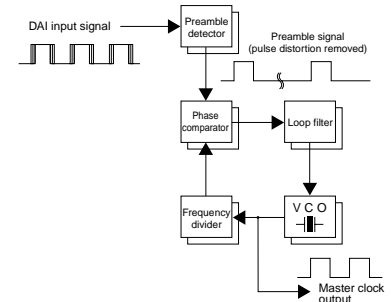 DAI input signal
Preamble
detector
Preamble signal
(pulse distortion removed)
Phase
comparator
Loop filter
Frequency
divider
V C O
Master clock
output